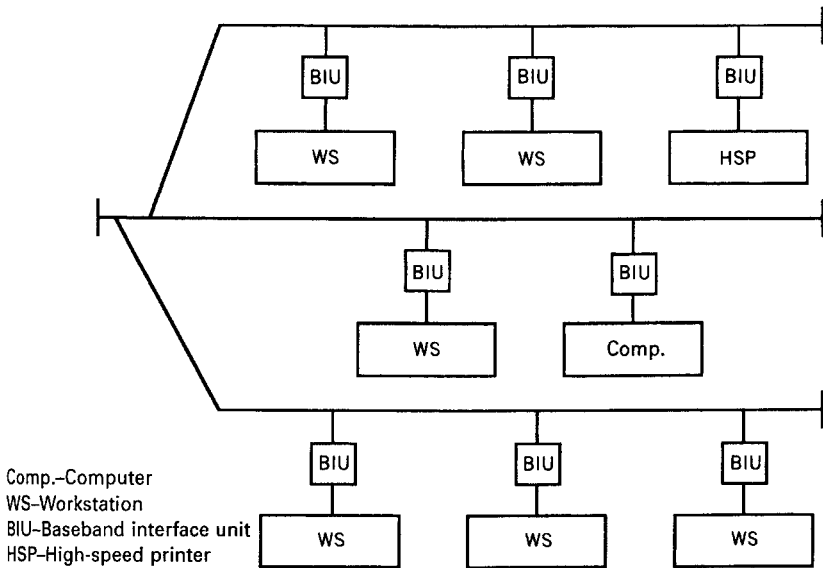 BIU BIU BIU
WS WS HSP
BIU BIU
WS Comp.
BIU BIU BIU
WS WS WS
Comp.–Computer
WS–Workstation
BIU–Baseband interface unit
HSP–High-speed printer